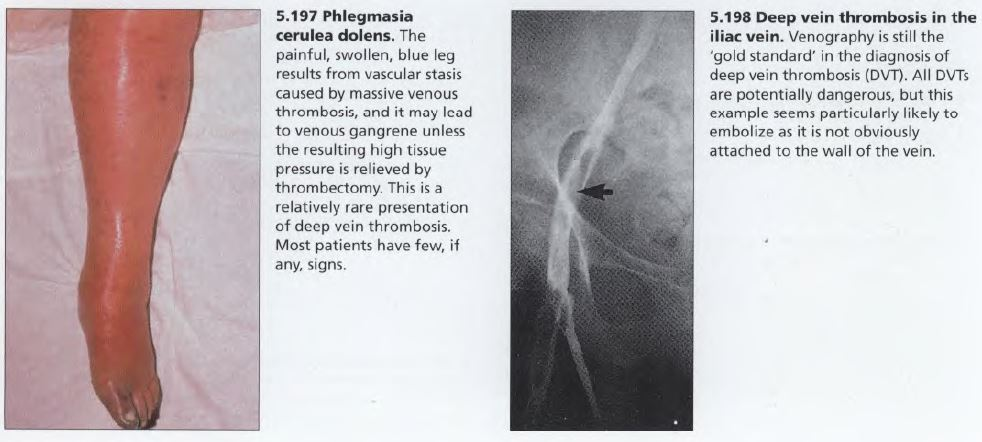 5.197 Phlegmasia
cerulea dolens. The
painful, swollen, blue leg
results from vascular stasis
caused by massive venous
thrombosis, and it may lead
to venous gangrene unless
the resulting high tissue
pressure is relieved by
thrombectomy. This is a
relatively rare presentation
of deep vein thrombosis.
Most patients have few, if
any, signs.
5.198 Deep vein thrombosis in the
iliac vein. Venography is still the
‘gold standard’ in the diagnosis of
deep vein thrombosis (DVT). All DVTs
are potentially dangerous, but this
example seems particularly likely to
embolize as it is not obviously
attached to the wall of the vein.